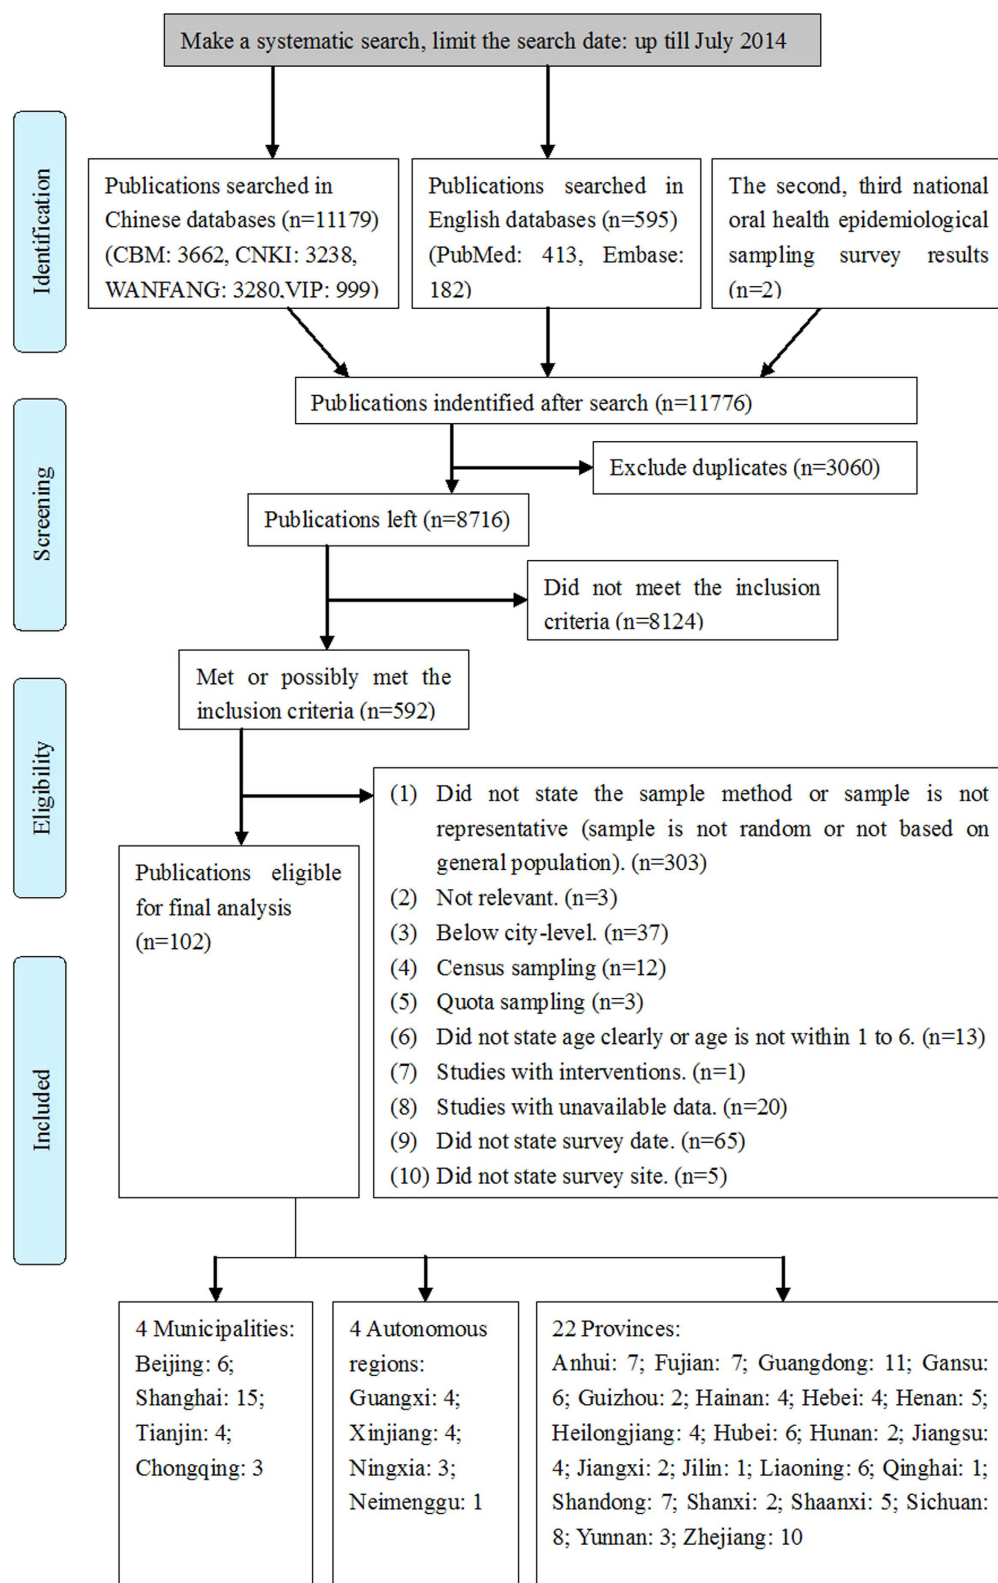 Make a systematic search, limit the search date: up till July 2014
Identification
Publications searched in
Chinese databases (n=11179)
(CBM: 3662, CNKI: 3238,
WANFANG: 3280,VIP: 999)
Publications searched in
English databases (n=595)
(PubMed: 413, Embase:
182)
The second, third national
oral health epidemiological
sampling survey results
(n=2)
Screening
Publications indentified after search (n=11776)
Exclude duplicates (n=3060)
Publications left (n=8716)
Did not meet the inclusion
criteria (n=8124)
Eligibility
Met or possibly met the
inclusion criteria (n=592)
(1) Did not state the sample method or sample is not
representative (sample is not random or not based on
general population). (n=303)
(2) Not relevant. (n=3)
(3) Below city-level. (n=37)
(4) Census sampling (n=12)
(5) Quota sampling (n=3)
(6) Did not state age clearly or age is not within 1 to 6. (n=13)
(7) Studies with interventions. (n=1)
(8) Studies with unavailable data. (n=20)
(9) Did not state survey date. (n=65)
(10) Did not state survey site. (n=5)
Publications eligible
for final analysis
(n=102)
Included
4 Municipalities:
Beijing: 6;
Shanghai: 15;
Tianjin: 4;
Chongqing: 3
4 Autonomous
regions:
Guangxi: 4;
Xinjiang: 4;
Ningxia: 3;
Neimenggu: 1
22 Provinces:
Anhui: 7; Fujian: 7; Guangdong: 11; Gansu:
6; Guizhou: 2; Hainan: 4; Hebei: 4; Henan: 5;
Heilongjiang: 4; Hubei: 6; Hunan: 2; Jiangsu:
4; Jiangxi: 2; Jilin: 1; Liaoning: 6; Qinghai: 1;
Shandong: 7; Shanxi: 2; Shaanxi: 5; Sichuan:
8; Yunnan: 3; Zhejiang: 10